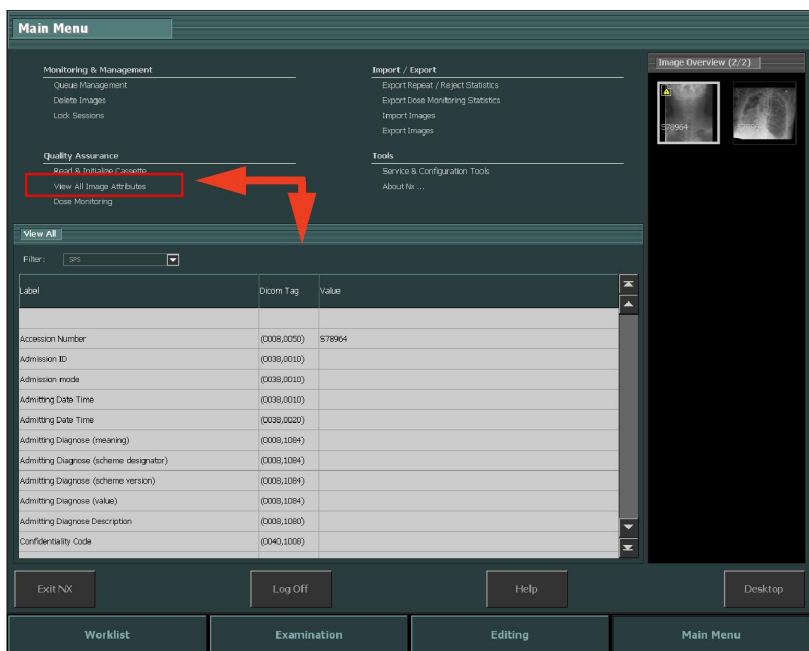 Main Menu
Monitoring & Management
Queue Management
Delete Images
Lock Sessions
Import / Export
Export Repeat / Reject Statistics
Export Dose Monitoring Statistics
Import Images
Export Images
Quality Assurance
Read & Initialize Cassette
View All Image Attributes
Dose Monitoring
Tools
Service & Configuration Tools
About Nx ...
Image Overview (2/2)
S78964
View All
Filter: SPS
Label Dicom Tag Value
Accession Number (0008,0050) S78964
Admission ID (0038,0010)
Admission mode (0038,0010)
Admitting Date Time (0038,0010)
Admitting Date Time (0038,0020)
Admitting Diagnose (meaning) (0008,1084)
Admitting Diagnose (scheme designator) (0008,1084)
Admitting Diagnose (scheme version) (0008,1084)
Admitting Diagnose (value) (0008,1084)
Admitting Diagnose Description (0008,1080)
Confidentiality Code (0040,1008)
Exit NX Log Off Help Desktop
Worklist Examination Editing Main Menu